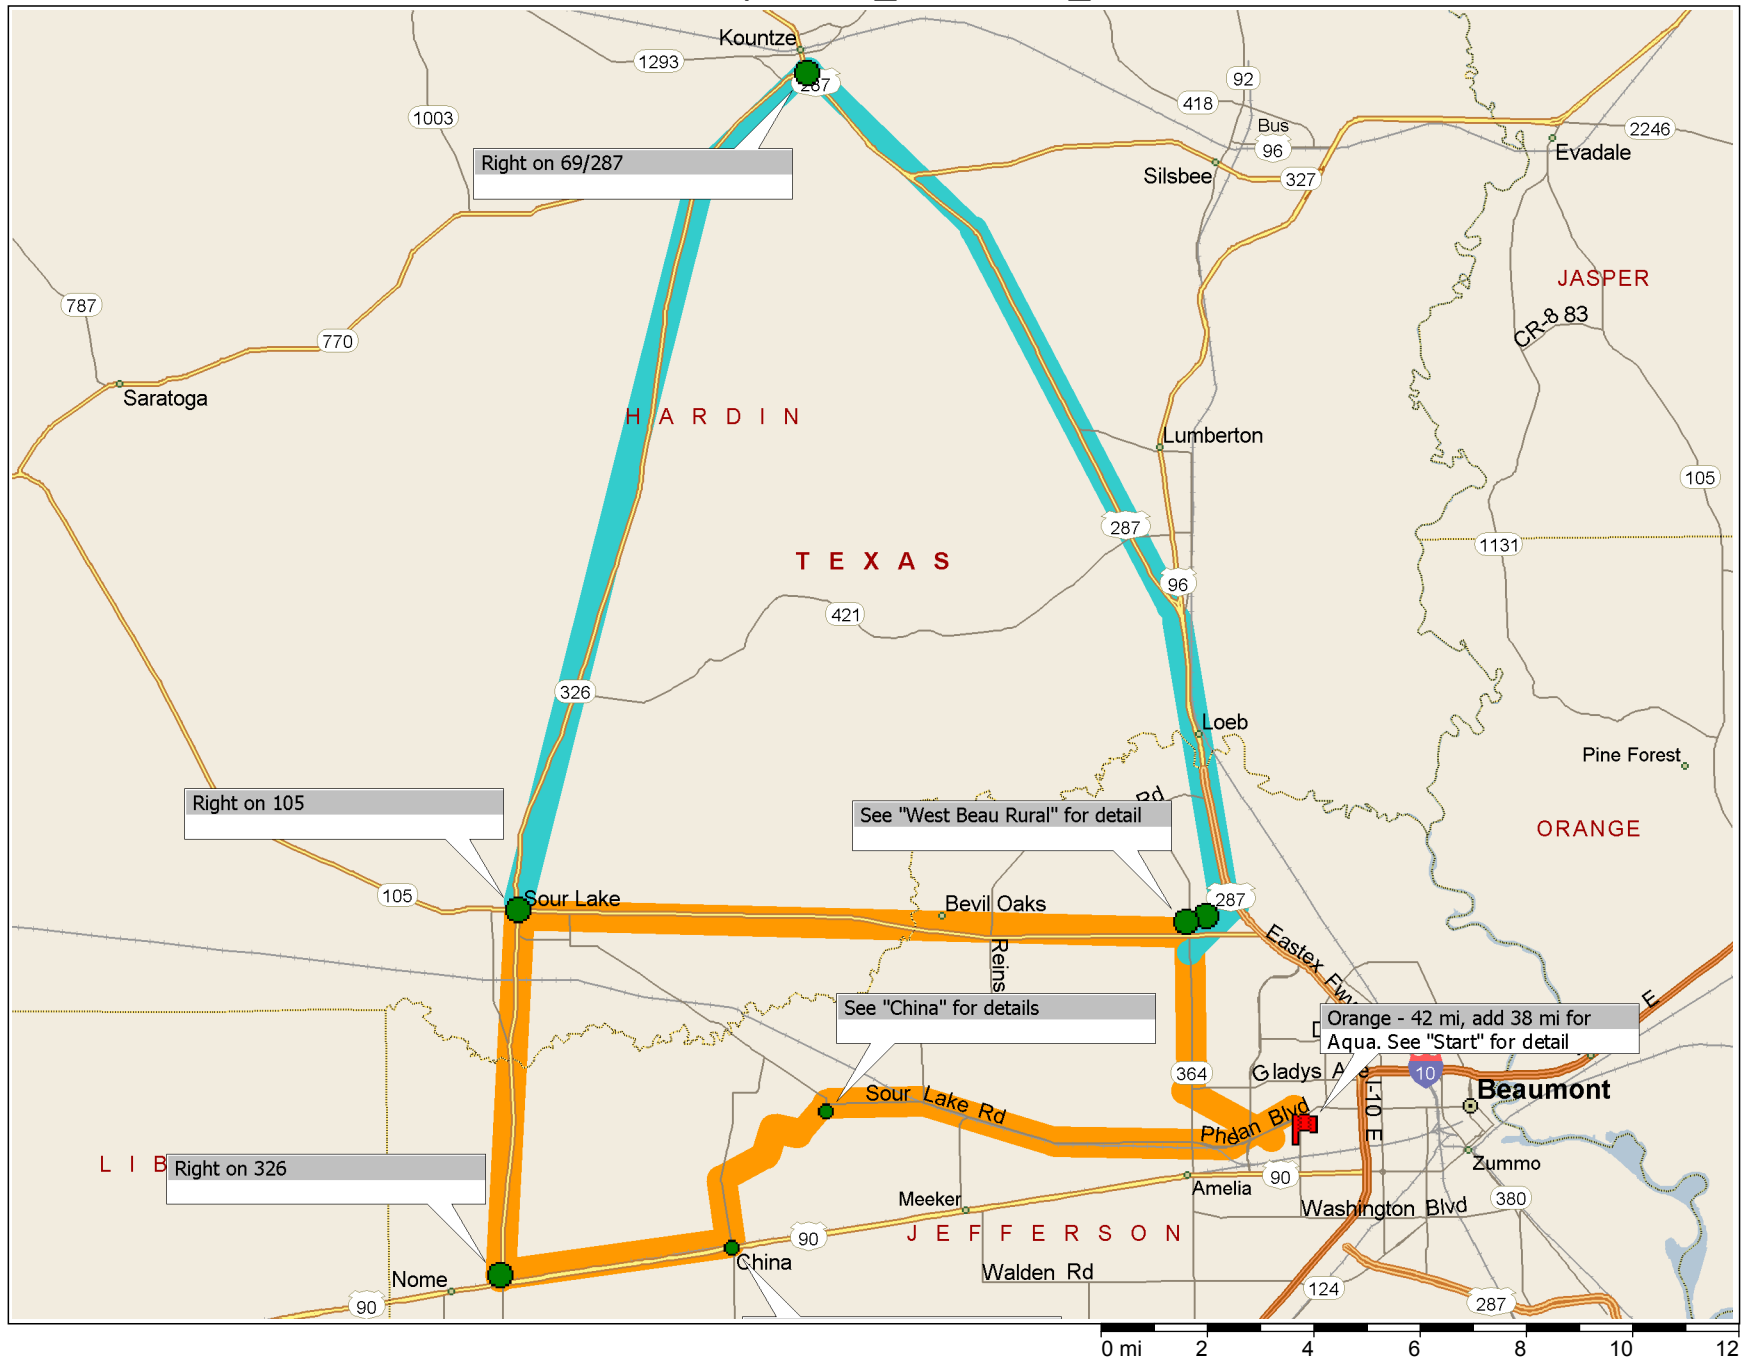 Kountze
1293
287
92
418
1003
Bus
96
2246
Evadale
Right on 69/287
Silsbee
327
JASPER
787
CR-8 83
770
Saratoga
HARDIN
Lumberton
105
287
1131
TEXAS
96
421
326
Loeb
Pine Forest
Right on 105
Rd
See "West Beau Rural" for detail
ORANGE
105
Sour Lake
Bevil Oaks
287
Eastex Fwy
Reins
E
See "China" for details
Orange - 42 mi, add 38 mi for
Aqua. See "Start" for detail
364
Gladys Ave
10
Beaumont
Sour Lake Rd
I-10 E
Phelan Blvd
LIB
Right on 326
Zummo
90
Amelia
Meeker
380
Washington Blvd
90
JEFFERSON
China
Nome
Walden Rd
124
90
287
0 mi 2 4 6 8 10 12